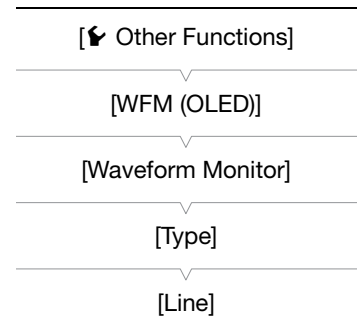 [ Other Functions]
[WFM (OLED)]
[Waveform Monitor]
[Type]
[Line]